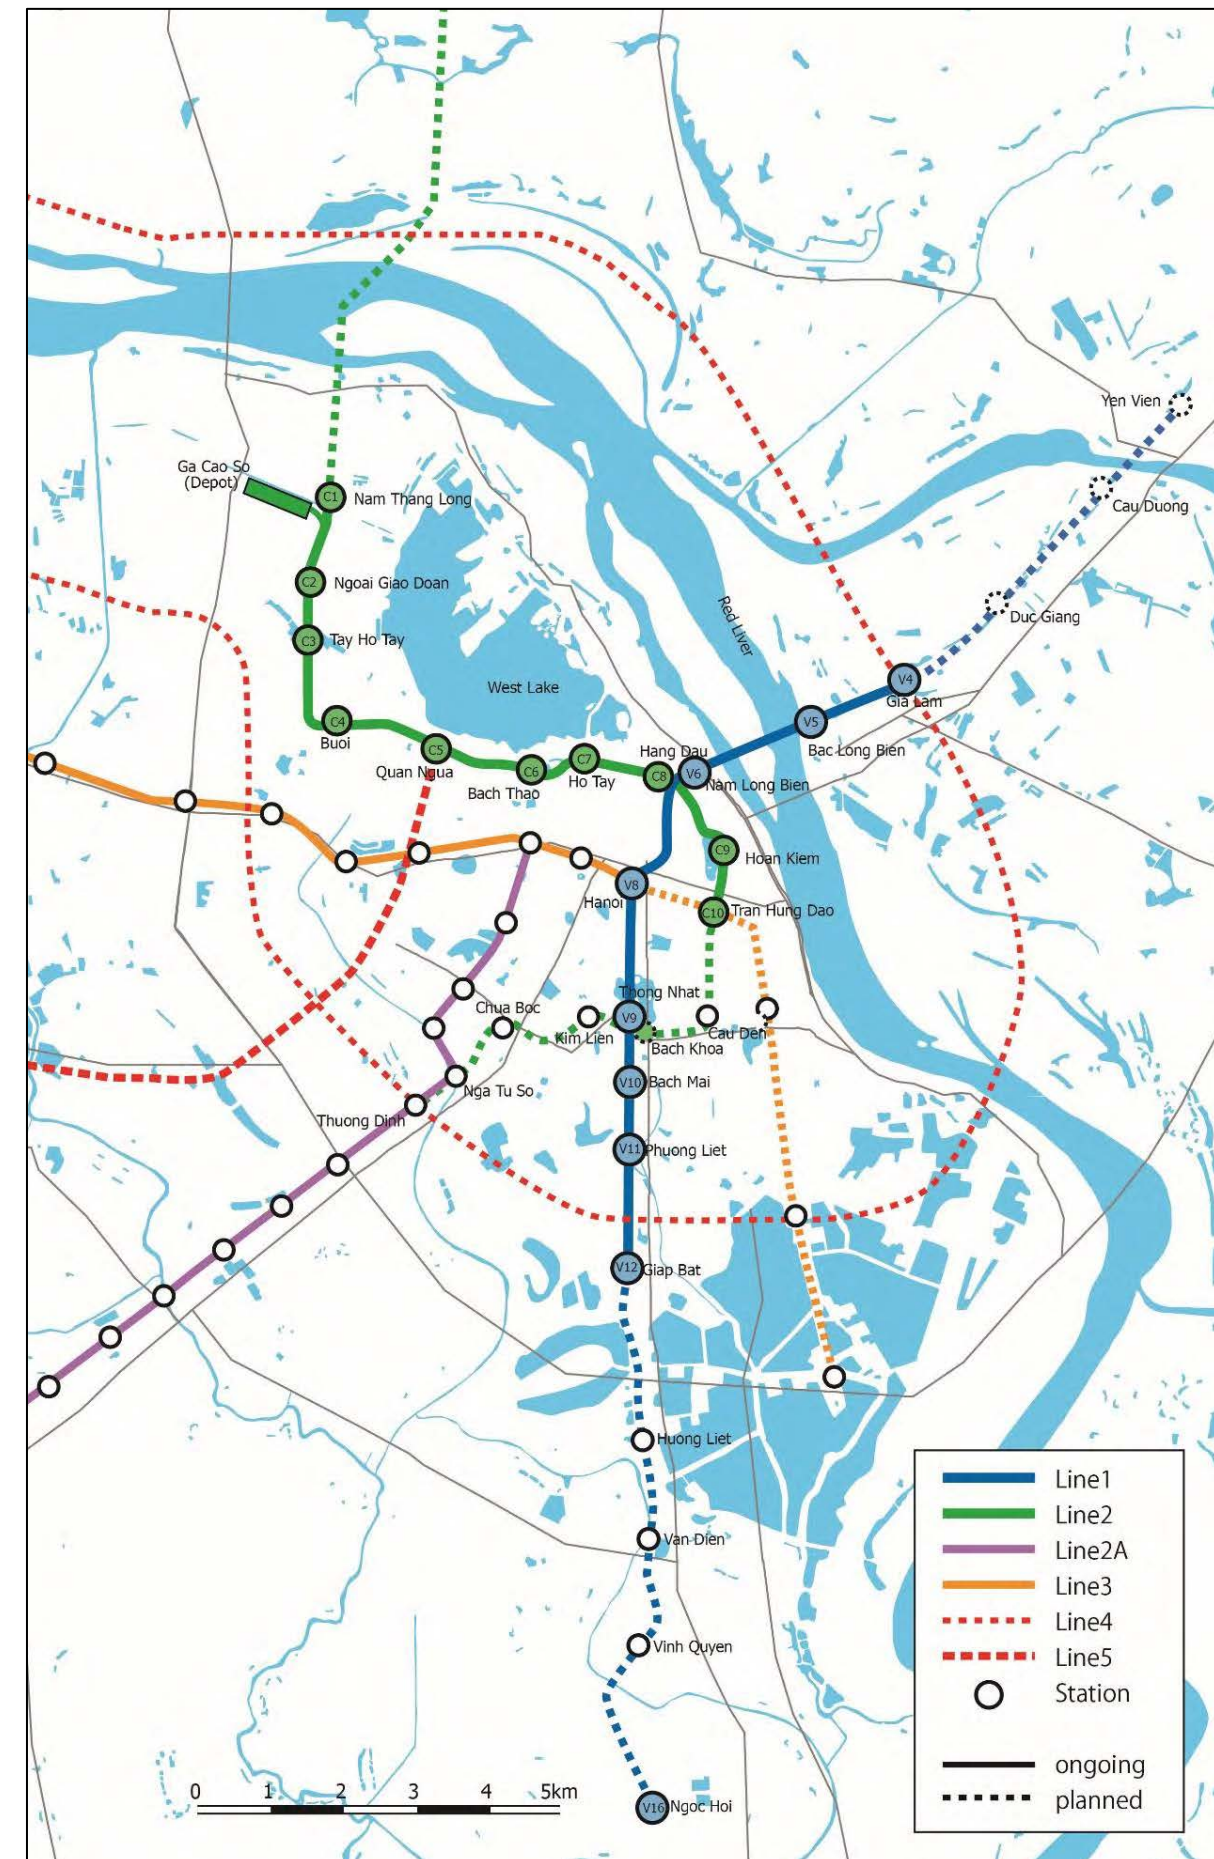 Yen Vien
Ga Cao So
(Depot)
C1
Nam Thang Long
Cau Duong
C2
Ngoai Giao Doan
Duc Giang
Red Liver
C3
Tay Ho Tay
West Lake
V4
Gia Lam
C4
Buoi
V5
Bac Long Bien
C5
Quan Ngua
C6
Bach Thao
C7
Ho Tay
Hang Dau
C8
V6
Nam Long Bien
C9
Hoan Kiem
V8
Hanoi
C10
Tran Hung Dao
Thong Nhat
V9
Chua Boc
Kim Lien
Cau Den
Bach Khoa
V10
Bach Mai
Nga Tu So
Thuong Dinh
V11
Phuong Liet
V12
Giap Bat
Huong Liet
Van Dien
Vinh Quyen
V16
Ngoc Hoi
0 1 2 3 4 5km
Line1
Line2
Line2A
Line3
Line4
Line5
Station
ongoing
planned